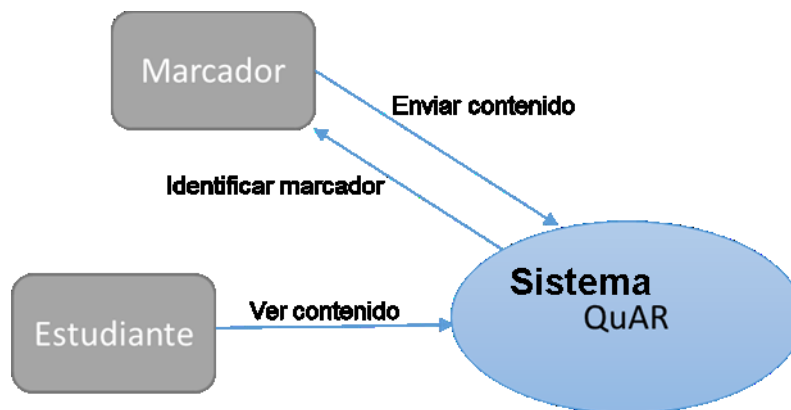 Marcador
Enviar contenido
Identificar marcador
Sistema
QuAR
Ver contenido
Estudiante